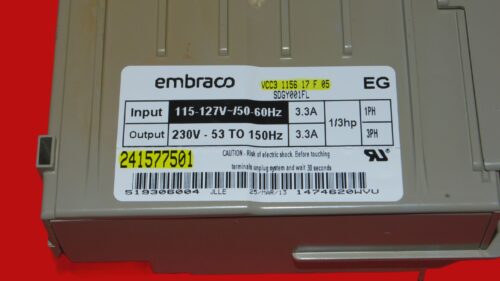 embraco VCC3 1156 17 F 05 EG
SDGY001FL
Input 115-127V~/50-60Hz 3.3A 1/3hp 1PH
Output 230V - 53 TO 150Hz 3.3A 3PH
241577501 CAUTION - Risk of electric shock. Before touching
terminals unplug system and wait 30 seconds
519306004 JLLE 05/MAR/13 1474620WVU